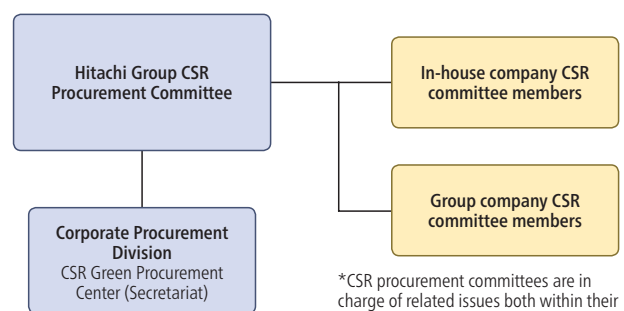 Hitachi Group CSR
Procurement Committee
In-house company CSR
committee members
Group company CSR
committee members
Corporate Procurement
Division
CSR Green Procurement
Center (Secretariat)
*CSR procurement committees are in
charge of related issues both within their